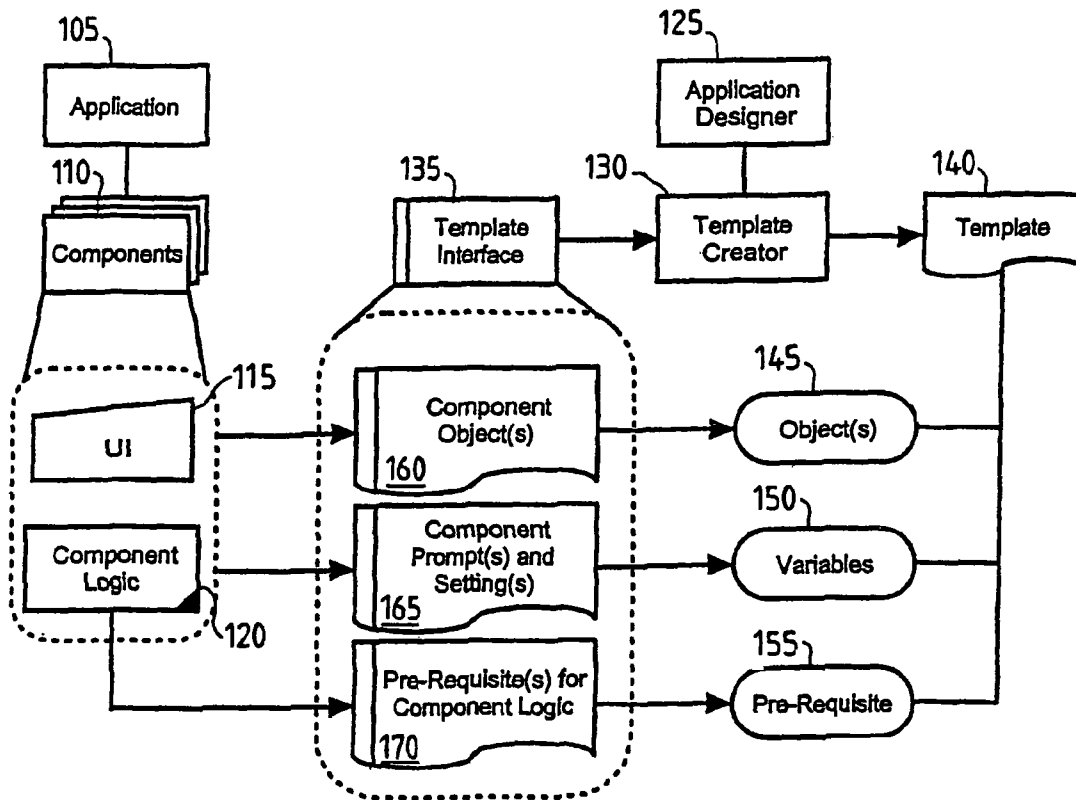 105
Application
110
Components
115
UI
Component
Logic
120
125
Application
Designer
135
Template
Interface
130
Template
Creator
140
Template
Component
Object(s)
160
145
Object(s)
Component
Prompt(s) and
Setting(s)
165
150
Variables
Pre-Requisite(s) for
Component Logic
170
155
Pre-Requisite